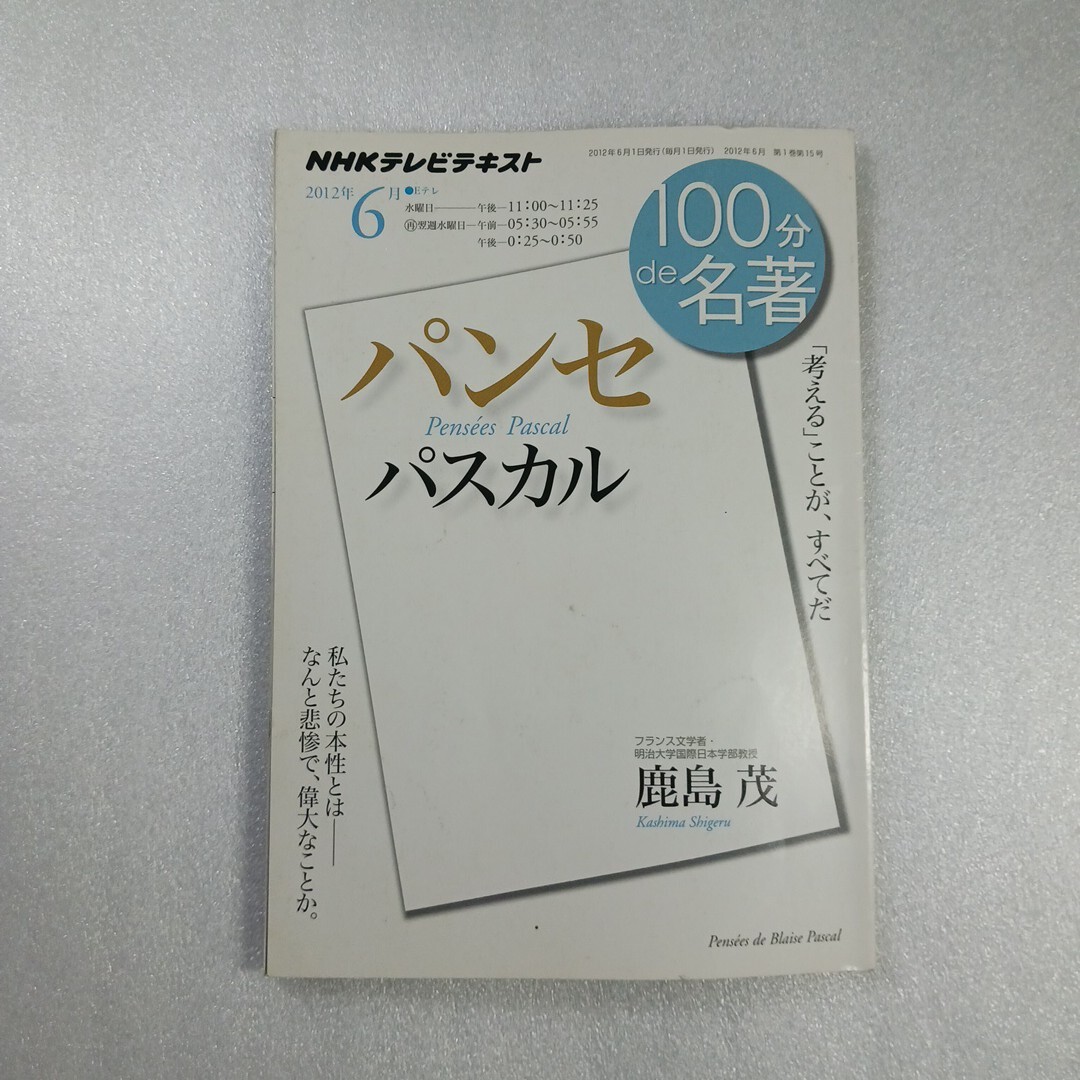 NHKテレビテキスト
2012年6月1日発行(毎月1日発行) 2012年6月 第1巻第15号
2012年6月
●Eテレ
水曜日――午後―11:00~11:25
㊢翌週水曜日―午前―05:30~05:55
午後―0:25~0:50
100分
de名著
パンセ
Pensées Pascal
パスカル
「考える」ことが、すべてだ
私たちの本性とは――
なんと悲惨で、偉大なことか。
フランス文学者・
明治大学国際日本学部教授
鹿島 茂
Kashima Shigeru
Pensées de Blaise Pascal